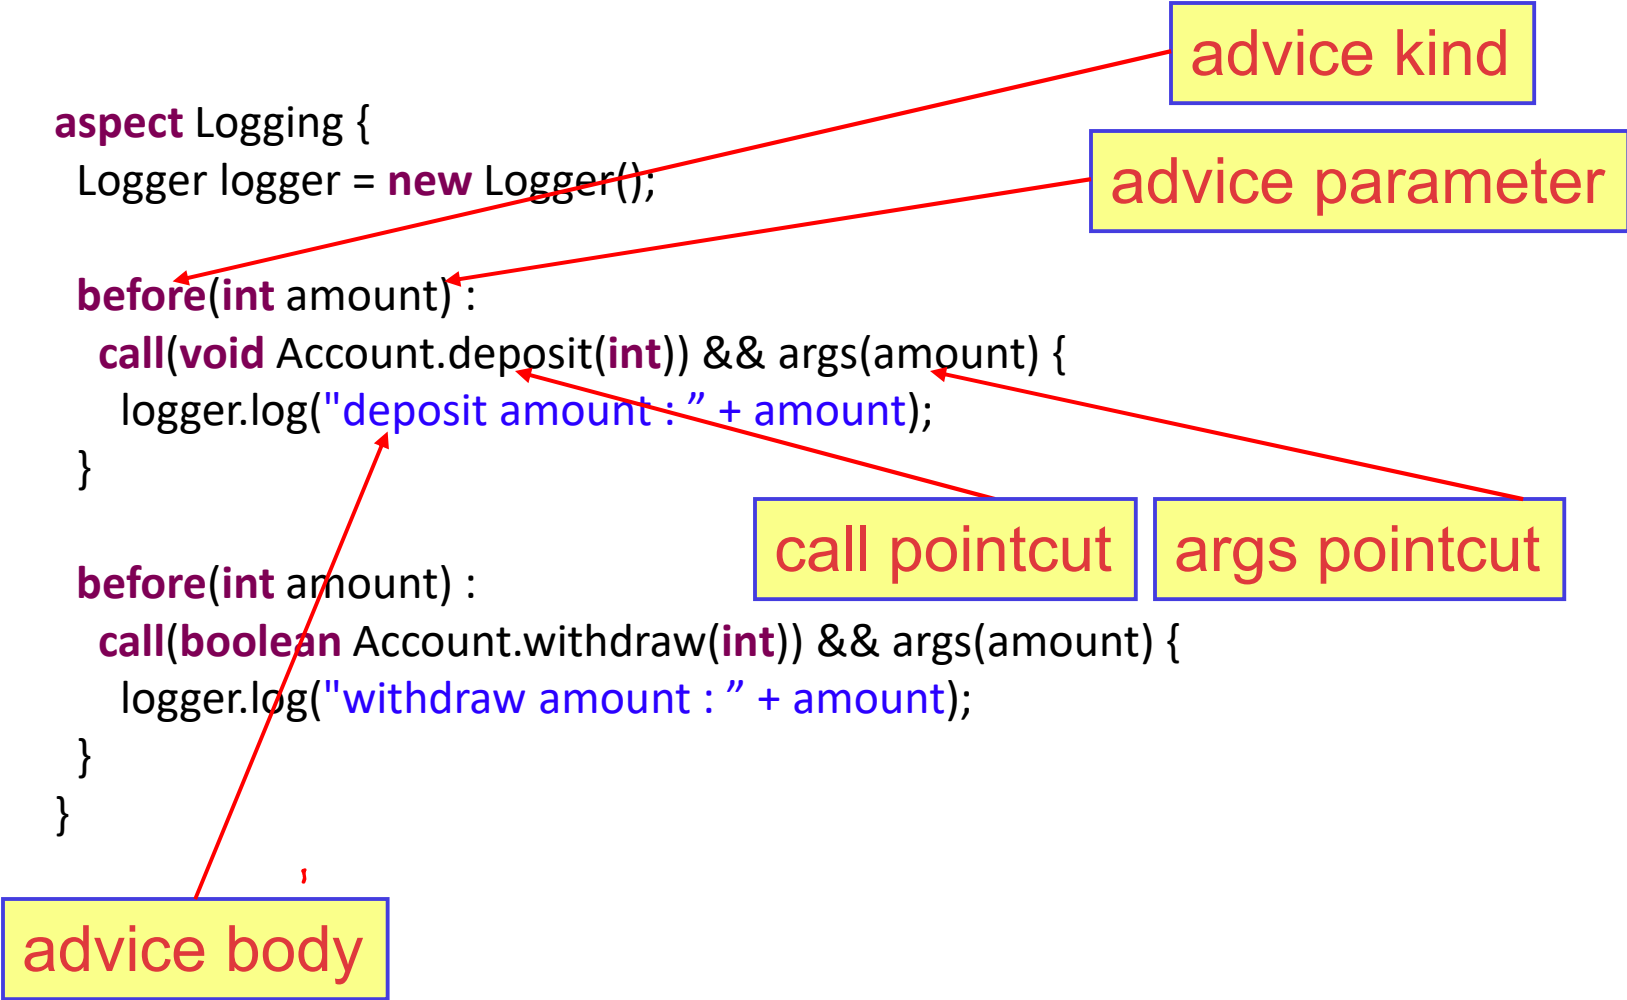 advice kind
aspect Logging {
advice parameter
Logger logger = new Logger();
before(int amount) :
call(void Account.deposit(int)) && args(amount) {
logger.log("deposit amount : ” + amount);
}
call pointcut
args pointcut
before(int amount) :
call(boolean Account.withdraw(int)) && args(amount) {
logger.log("withdraw amount : ” + amount);
}
}
advice body